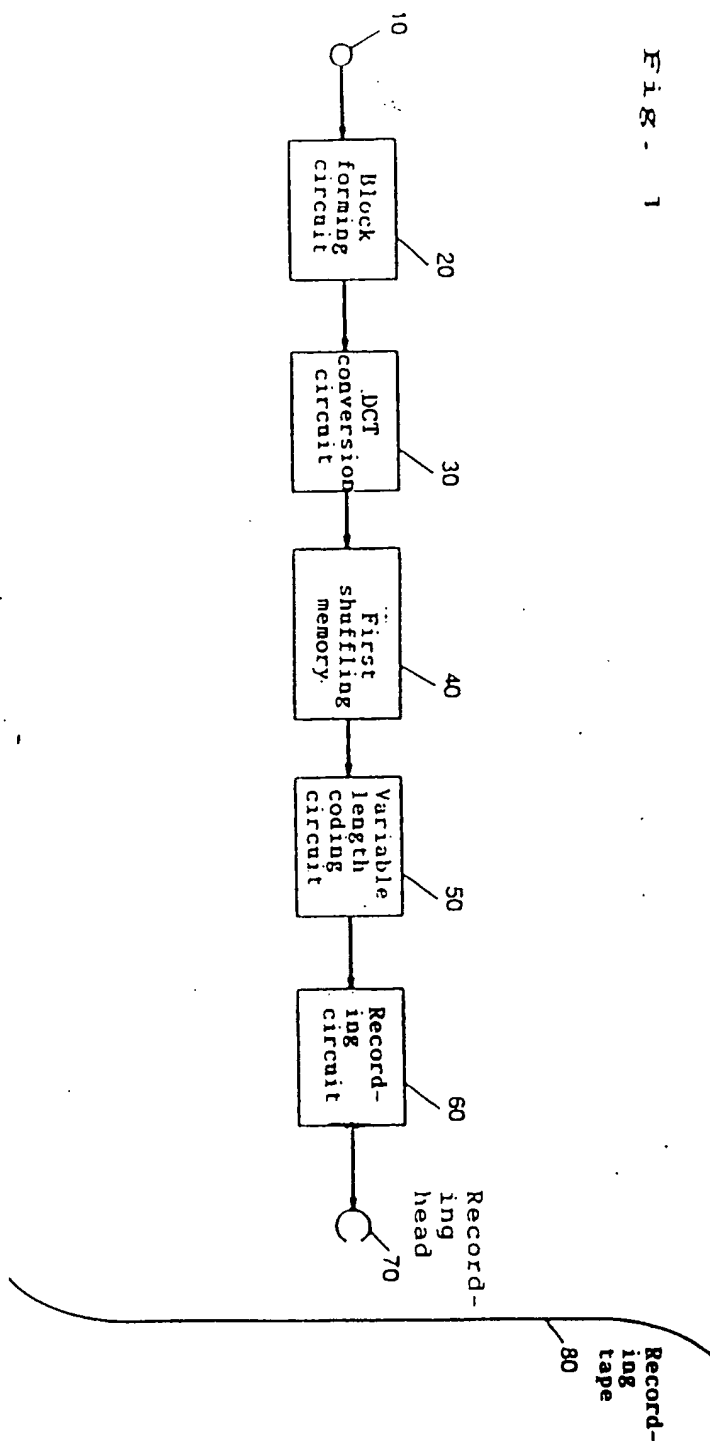 Fig. 1
10
Block
forming
circuit
20
DCT
conversion
circuit
30
First
shuffling
memory
40
Variable
length
coding
circuit
50
Record-
ing
circuit
60
Record-
ing
head
70
Record-
ing
tape
80